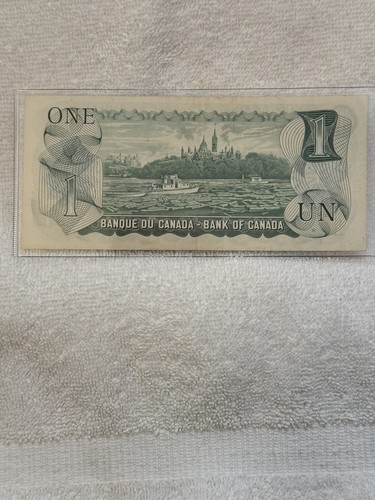 ONE
1
1
UN
BANQUE DU CANADA - BANK OF CANADA